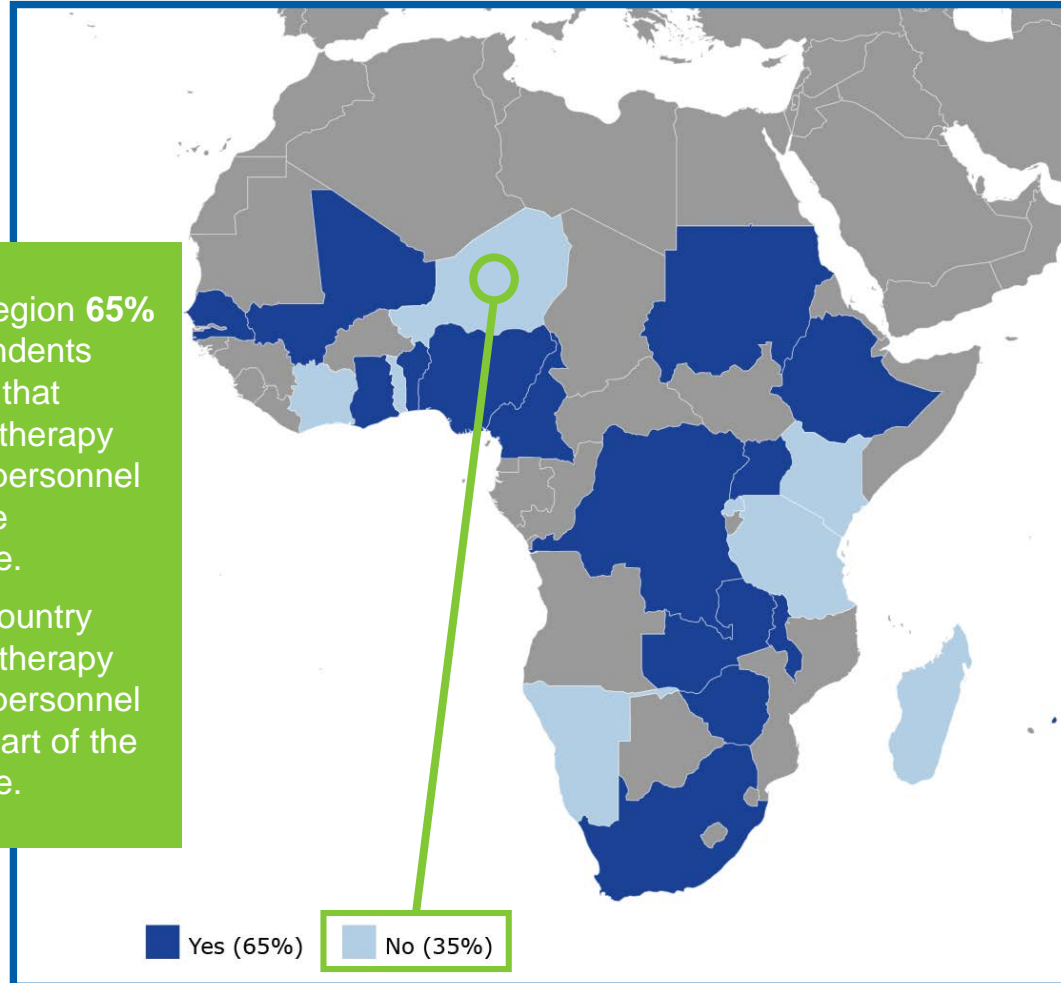 egion 65%
ndents
that
therapy
personnel
e
e.
ountry
therapy
personnel
art of the
e.
Yes (65%)
No (35%)